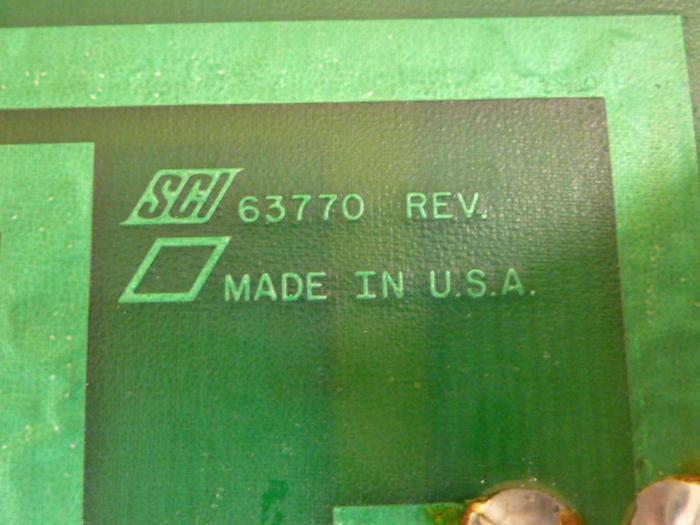 SCI 63770 REV.
MADE IN U.S.A.